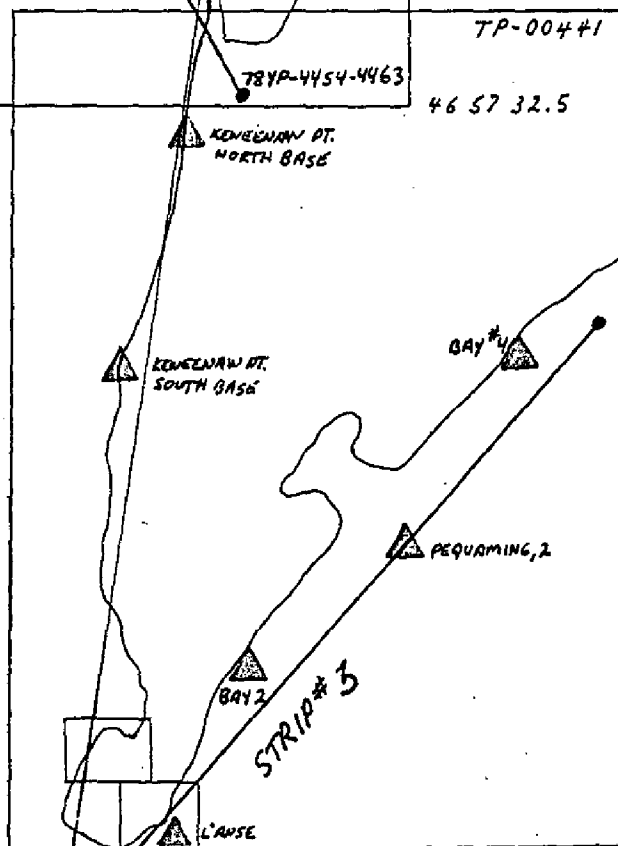 TP-00441
78YP-4454-4463
46 57 32.5
KEWEENAW PT.
NORTH BASE
BAY #4
KEWEENAW PT.
SOUTH BASE
PEQUAMING, 2
BAY 2
STRIP # 3
L'ANSE